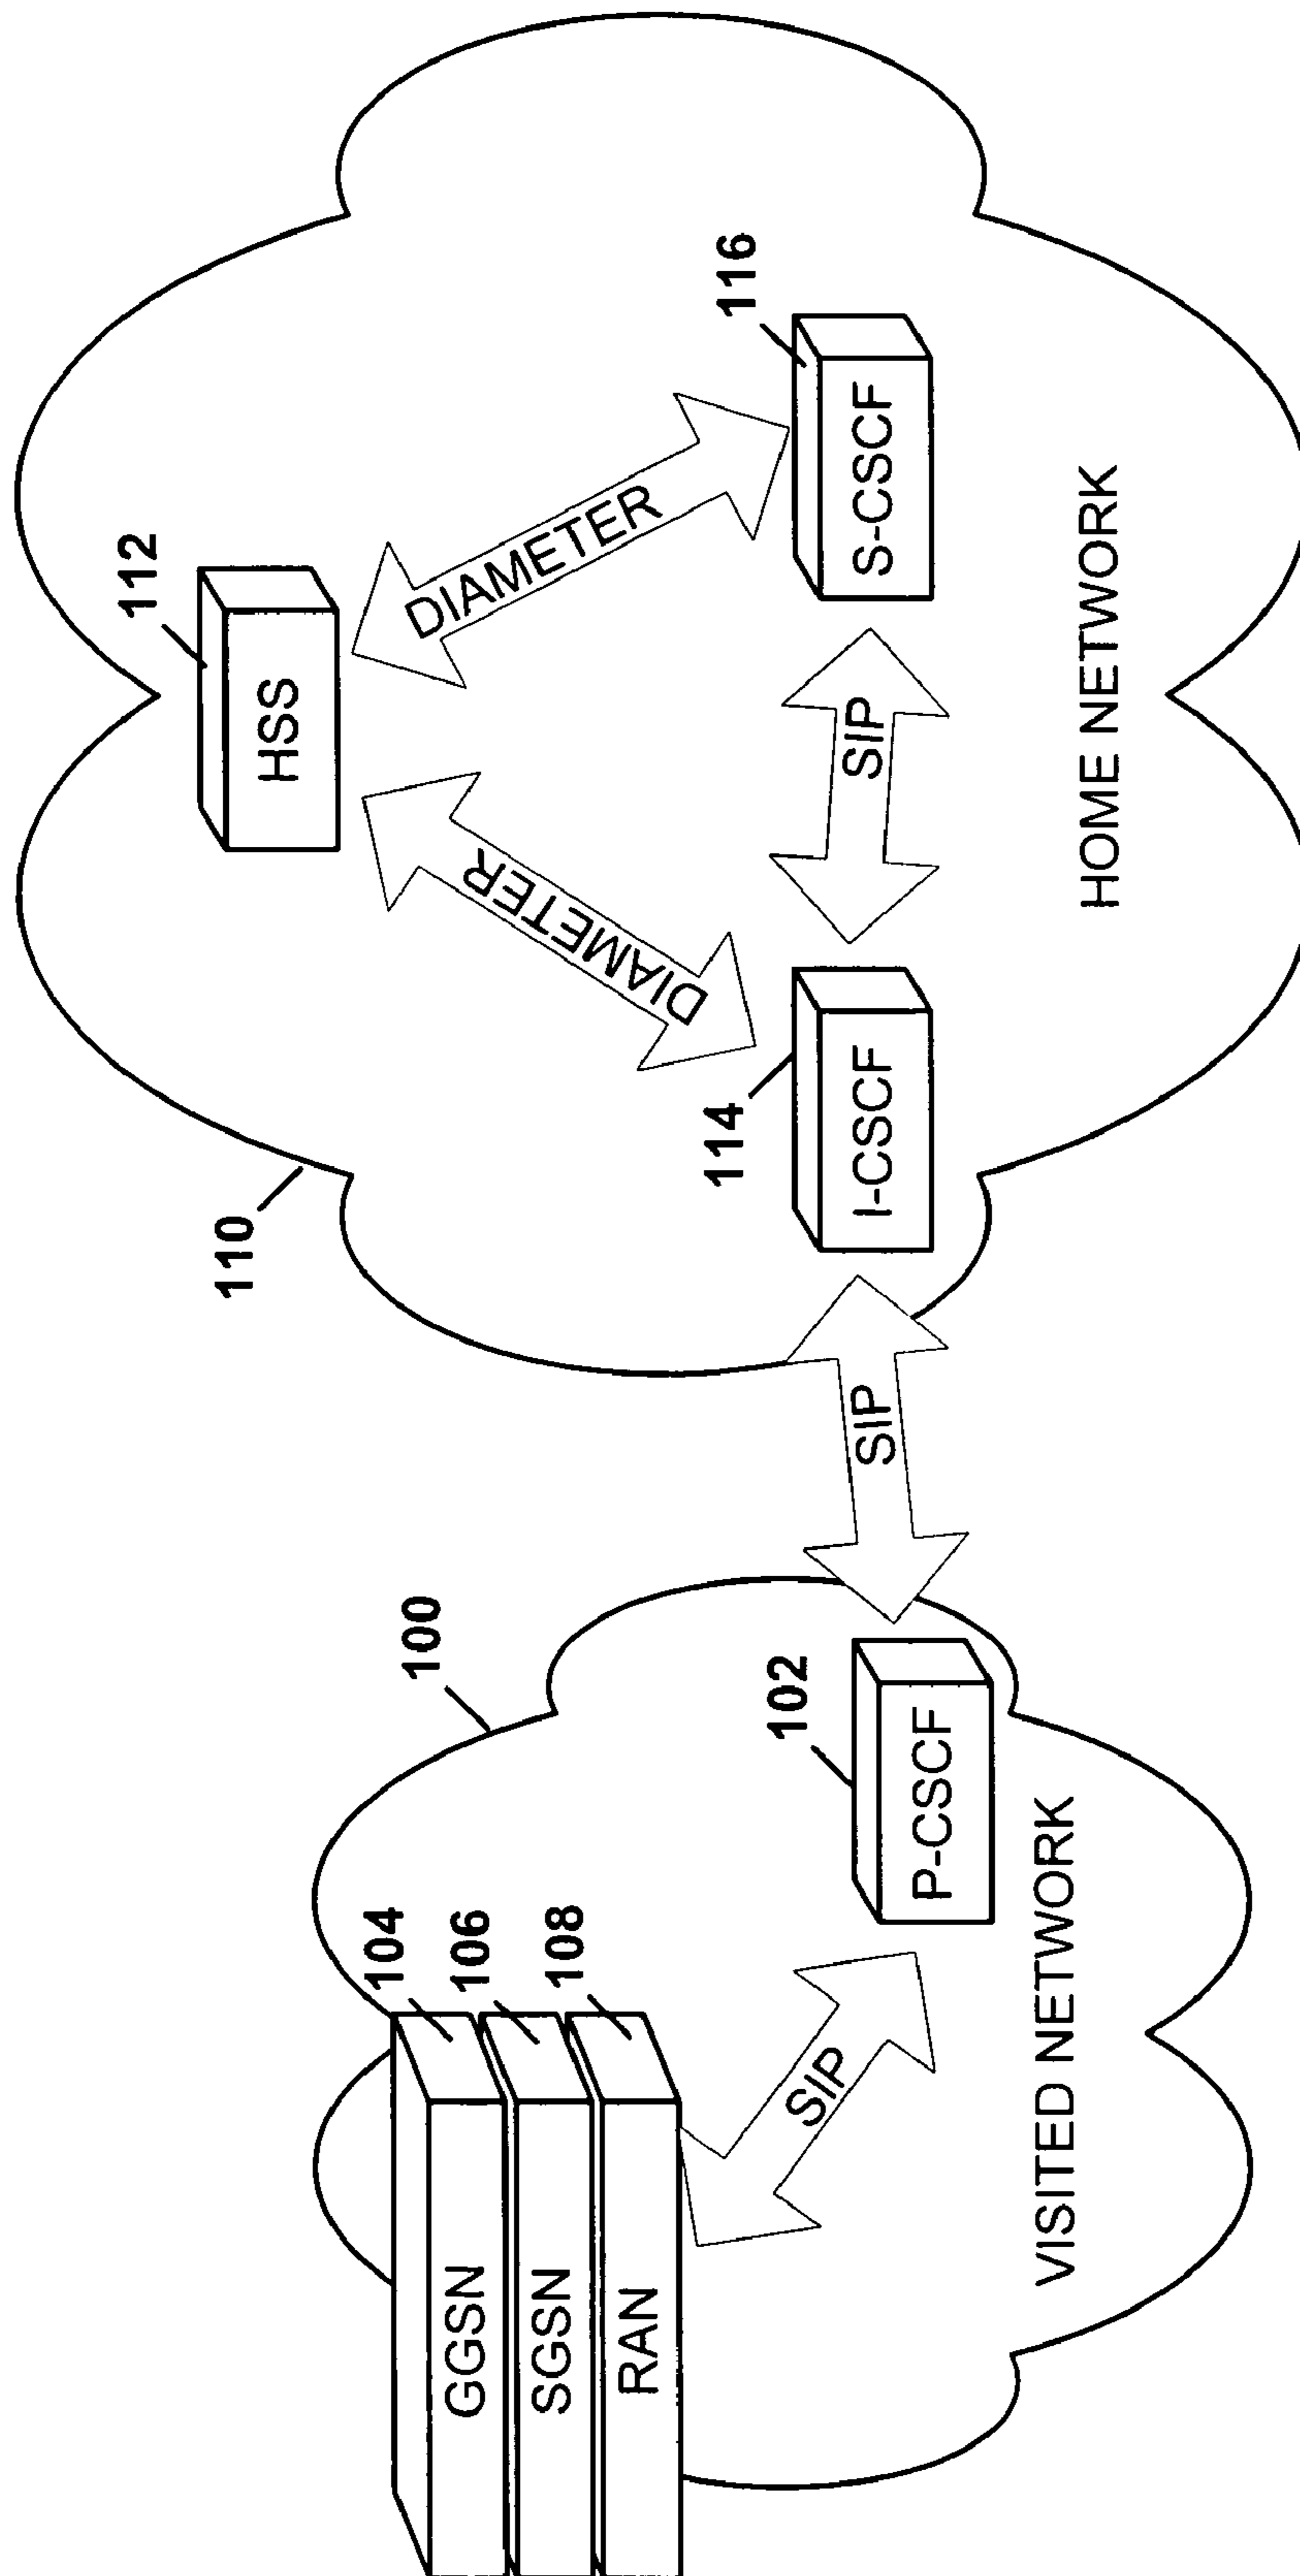 110
112
HSS
DIAMETER
DIAMETER
114
I-CSCF
SIP
116
S-CSCF
HOME NETWORK
SIP
100
104
GGSN
106
SGSN
108
RAN
SIP
102
P-CSCF
VISITED NETWORK